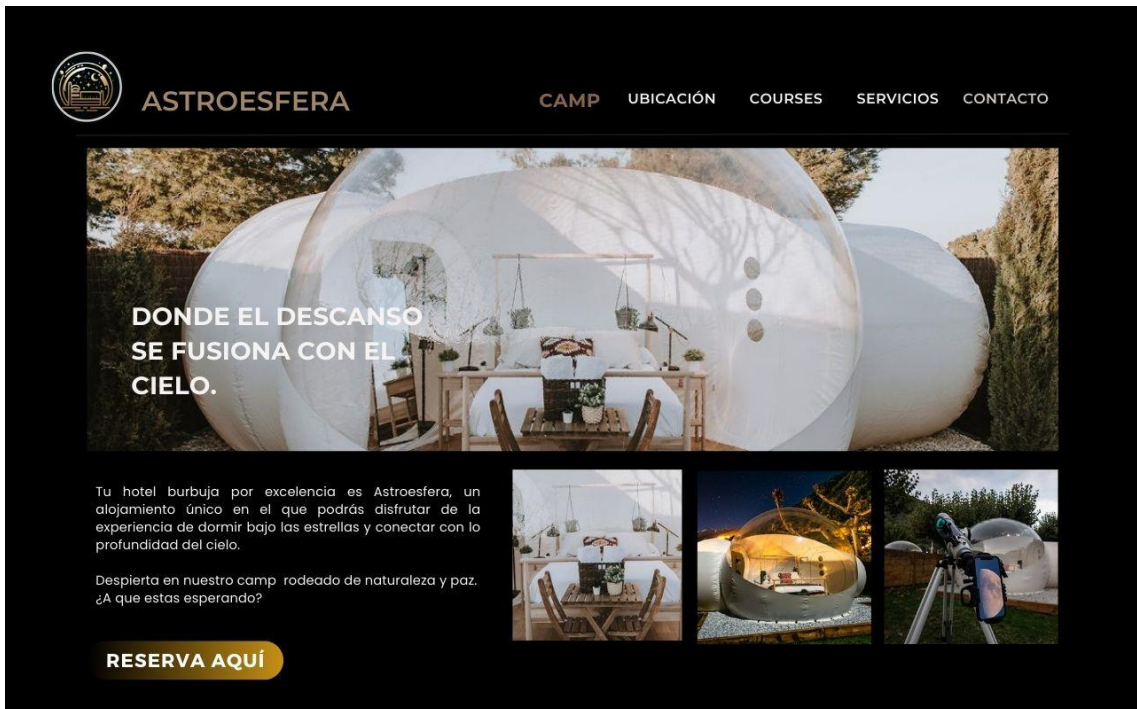 ASTROESFERA
CAMP UBICACIÓN COURSES SERVICIOS CONTACTO
DONDE EL DESCANSO
SE FUSIONA CON EL
CIELO.
Tu hotel burbuja por excelencia es Astroesfera, un
alojamiento único en el que podrás disfrutar de la
experiencia de dormir bajo las estrellas y conectar con lo
profundidad del cielo.
Despierta en nuestro camp rodeado de naturaleza y paz.
¿A que estas esperando?
RESERVA AQUÍ